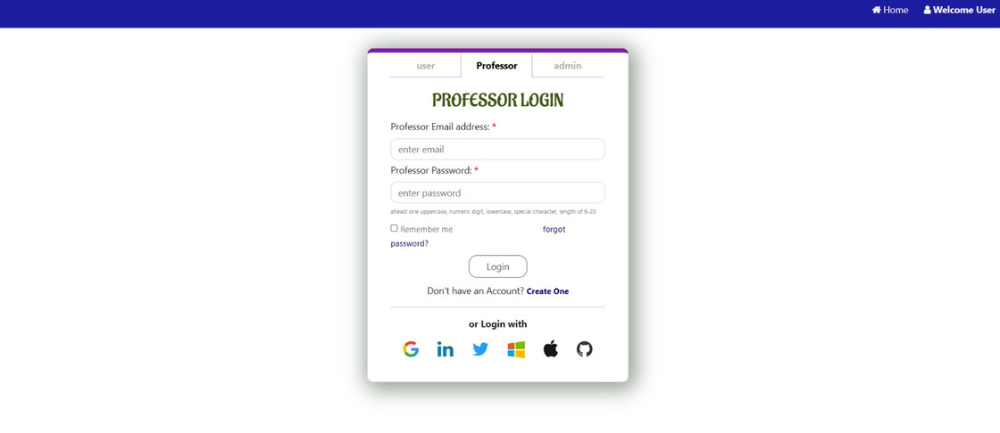 Home Welcome User
user Professor admin
PROFESSOR LOGIN
Professor Email address: *
enter email
Professor Password: *
enter password
atleast one uppercase, numeric digit, lowercase, special character, length of 6-20
Remember me forgot
password?
Login
Don't have an Account? Create One
or Login with
in